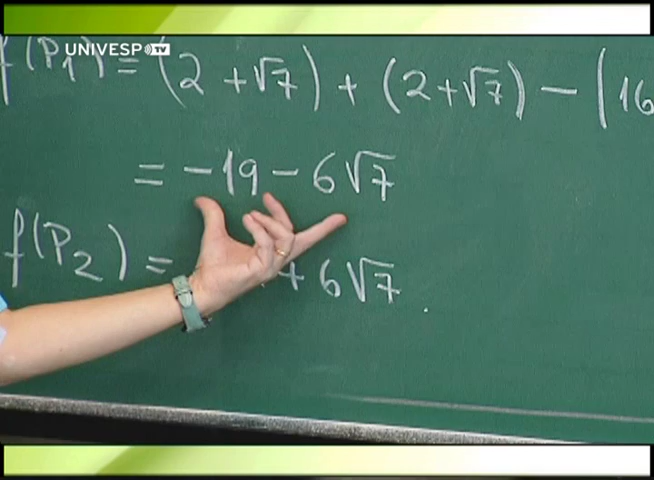 UNIVESP TV
f(P₁) = (2 + √7) + (2 + √7) − (16
= −19 − 6√7
f(P₂) = + 6√7.